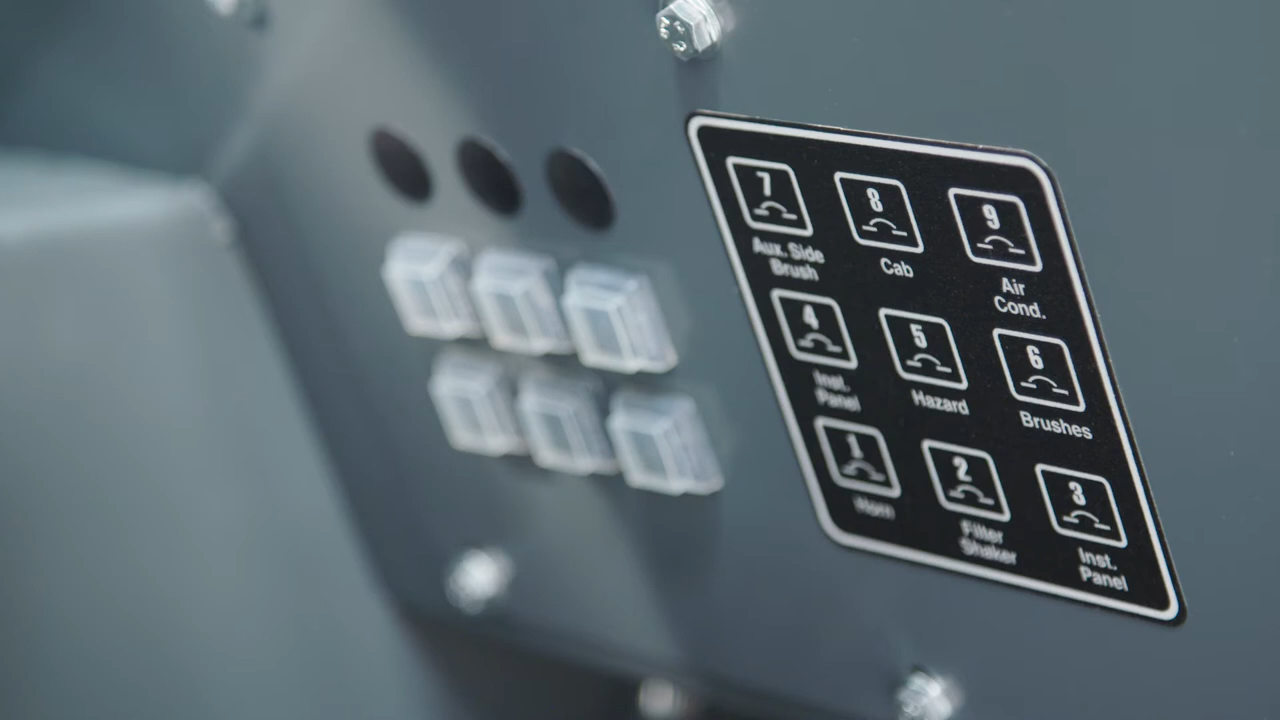 7 8 9
Aux. Side
Brush
Cab
Air
Cond.
4 5 6
Inst.
Panel
Hazard
Brushes
1 2 3
Horn
Filter
Shaker
Inst.
Panel